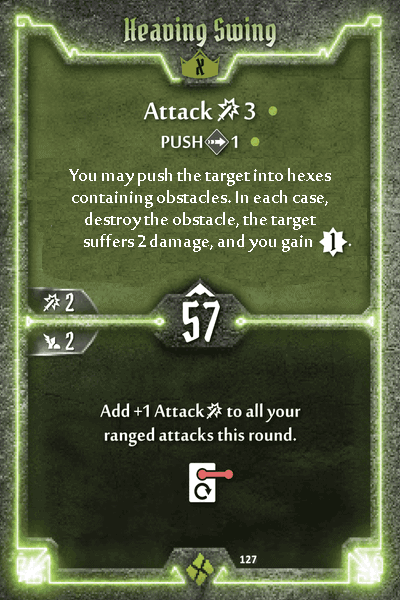 Heaving Swing
X
Attack 3
PUSH 1
You may push the target into hexes
containing obstacles. In each case,
destroy the obstacle, the target
suffers 2 damage, and you gain 1.
2
57
2
Add +1 Attack to all your
ranged attacks this round.
127